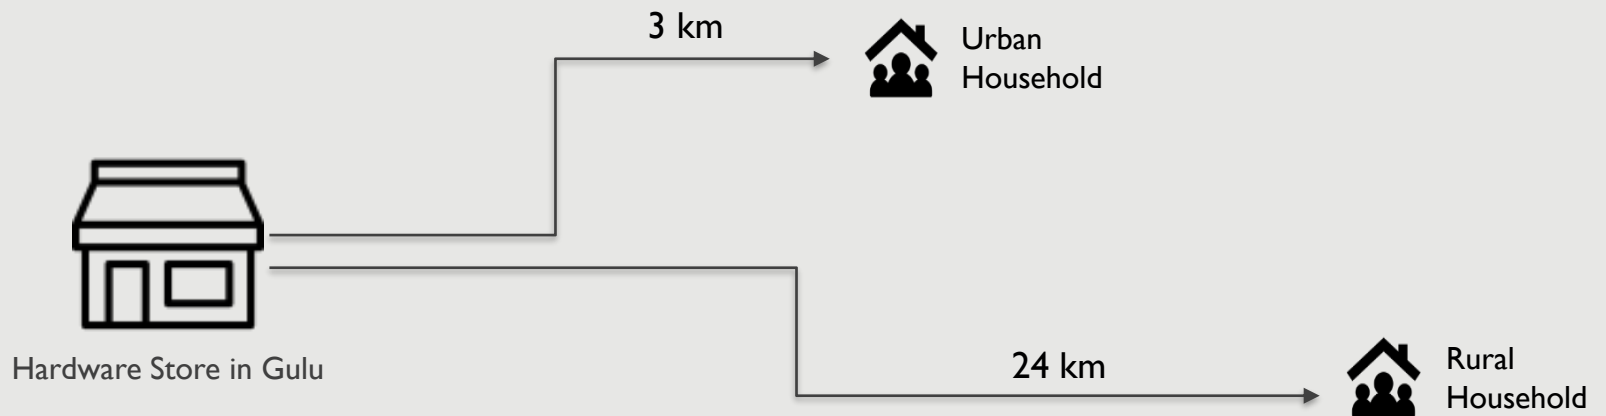 3 km
Urban
Household
Hardware Store in Gulu
24 km
Rural
Household